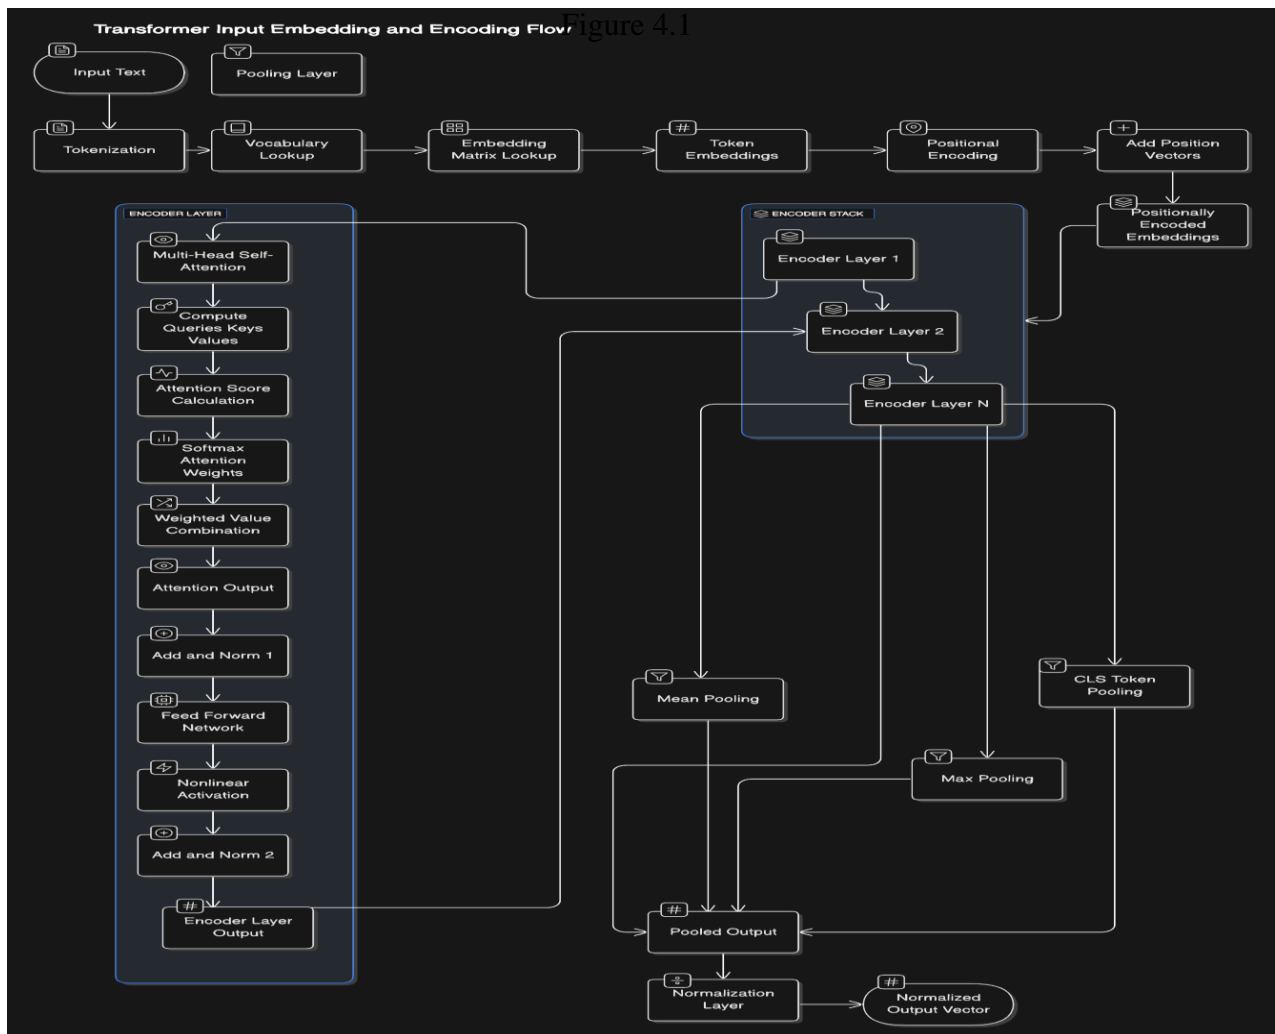 Figure 4.1
Transformer Input Embedding and Encoding Flow
Input Text
Pooling Layer
Tokenization
Vocabulary
Lookup
Embedding
Matrix Lookup
Token
Embeddings
Positional
Encoding
Add Position
Vectors
Positionally
Encoded
Embeddings
ENCODER LAYER
Multi-Head Self-
Attention
Compute
Queries Keys
Values
Attention Score
Calculation
Softmax
Attention
Weights
Weighted Value
Combination
Attention Output
Add and Norm 1
Feed Forward
Network
Nonlinear
Activation
Add and Norm 2
Encoder Layer
Output
ENCODER STACK
Encoder Layer 1
Encoder Layer 2
Encoder Layer N
Mean Pooling
CLS Token
Pooling
Max Pooling
Pooled Output
Normalization
Layer
Normalized
Output Vector